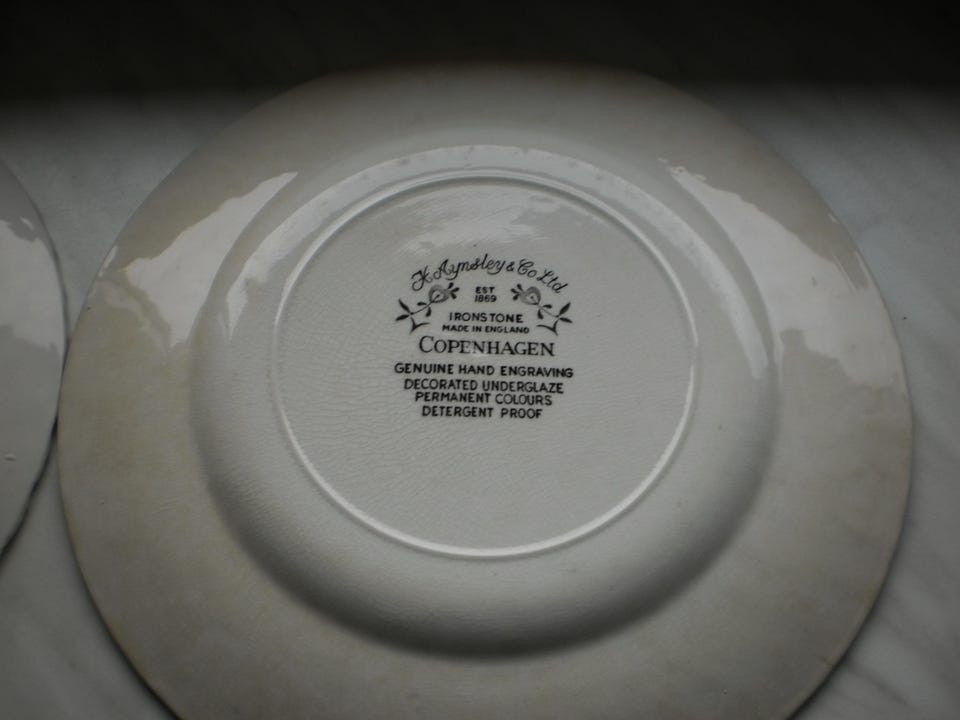 H Aynsley & Co Ltd
EST
1869
IRONSTONE
MADE IN ENGLAND
COPENHAGEN
GENUINE HAND ENGRAVING
DECORATED UNDERGLAZE
PERMANENT COLOURS
DETERGENT PROOF